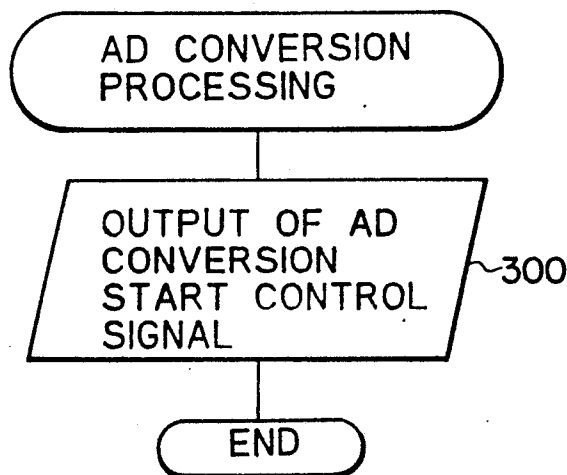 AD CONVERSION
PROCESSING
OUTPUT OF AD
CONVERSION
START CONTROL
SIGNAL
300
END